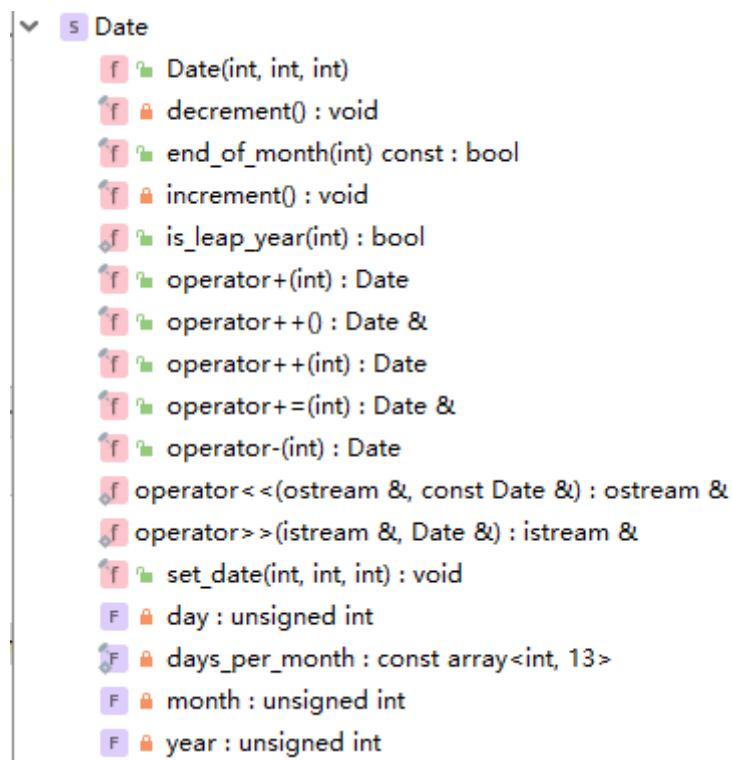 S Date
f Date(int, int, int)
f decrement() : void
f end_of_month(int) const : bool
f increment() : void
f is_leap_year(int) : bool
f operator+(int) : Date
f operator++() : Date &
f operator++(int) : Date
f operator+=(int) : Date &
f operator-(int) : Date
f operator<<(ostream &, const Date &) : ostream &
f operator>>(istream &, Date &) : istream &
f set_date(int, int, int) : void
F day : unsigned int
F days_per_month : const array<int, 13>
F month : unsigned int
F year : unsigned int